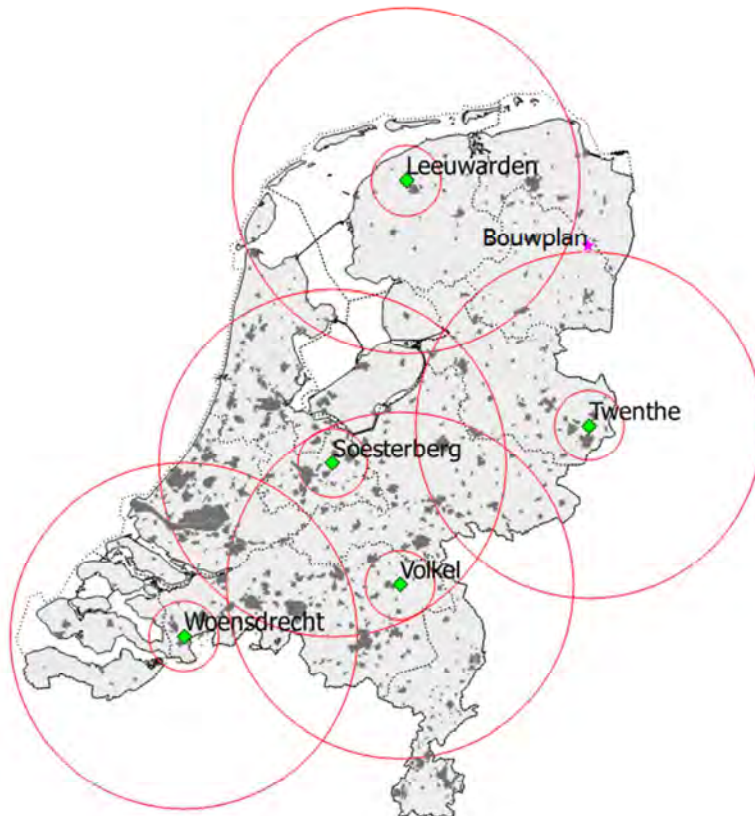 Leeuwarden
Bouwplan
Twenthe
Soesterberg
Volkel
Woensdrecht